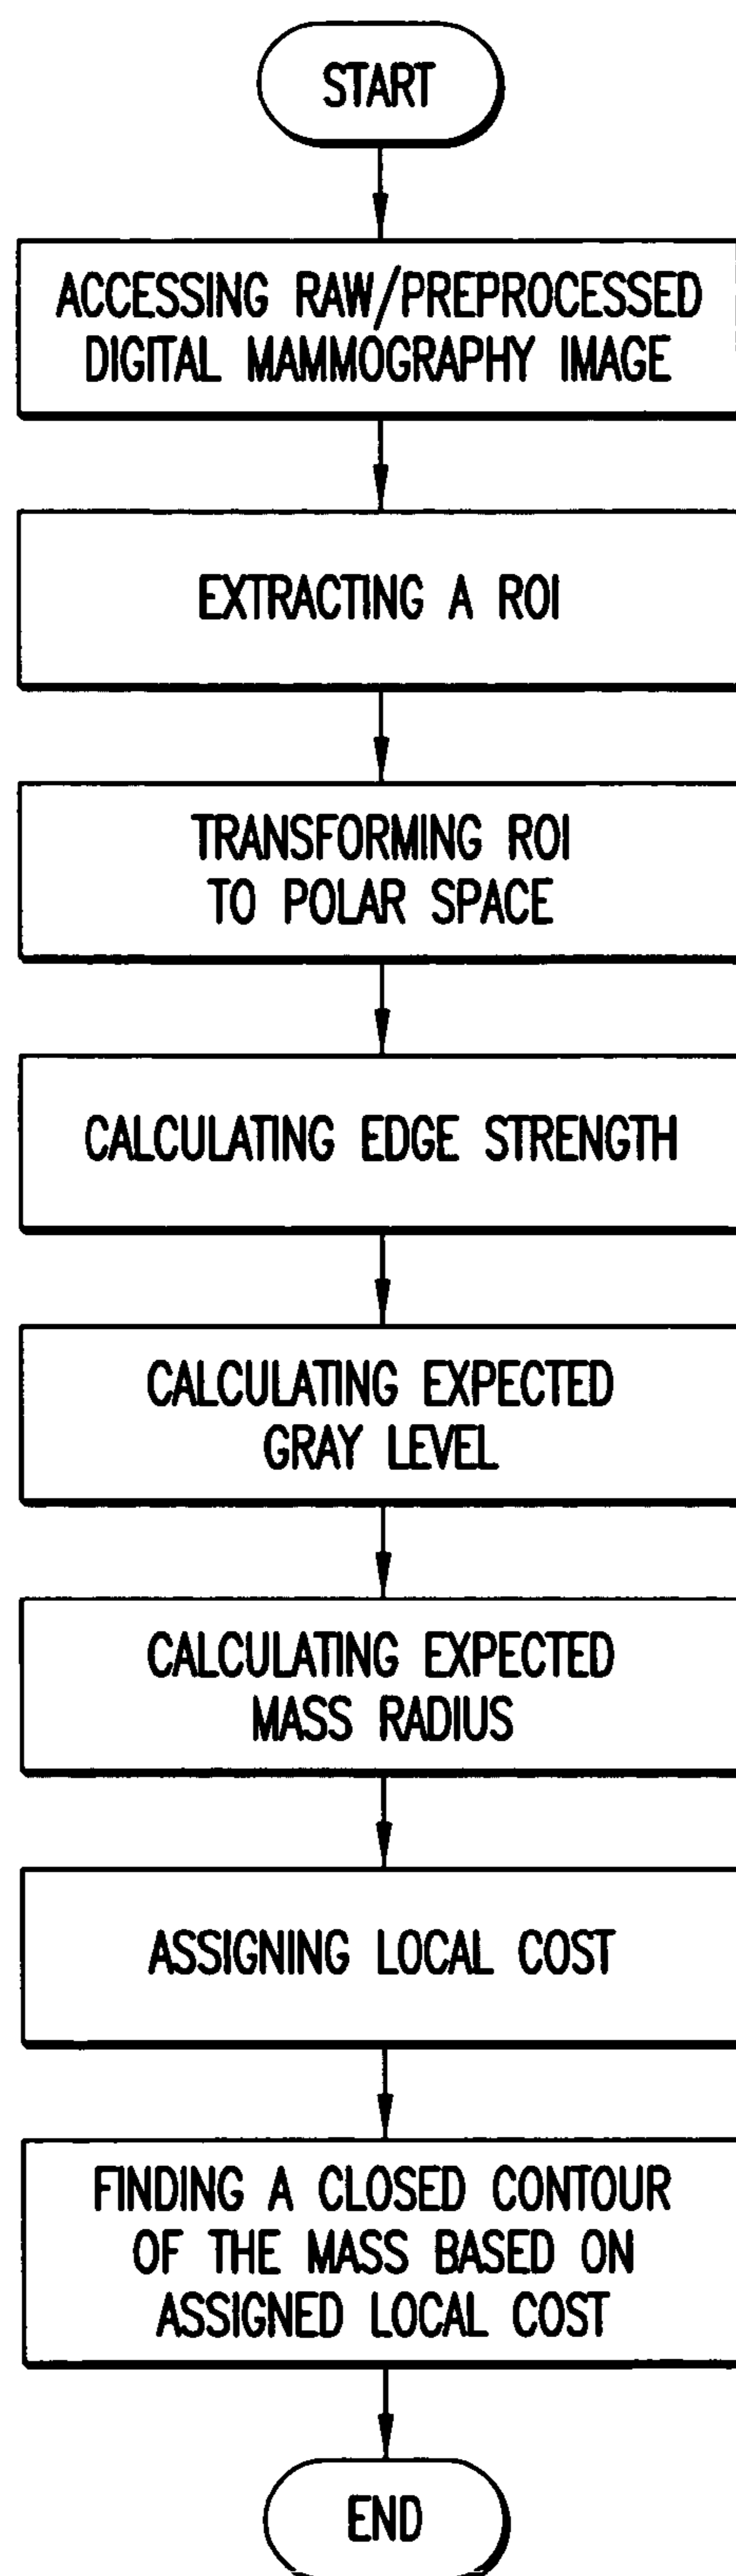 START
ACCESSING RAW/PREPROCESSED
DIGITAL MAMMOGRAPHY IMAGE
EXTRACTING A ROI
TRANSFORMING ROI
TO POLAR SPACE
CALCULATING EDGE STRENGTH
CALCULATING EXPECTED
GRAY LEVEL
CALCULATING EXPECTED
MASS RADIUS
ASSIGNING LOCAL COST
FINDING A CLOSED CONTOUR
OF THE MASS BASED ON
ASSIGNED LOCAL COST
END